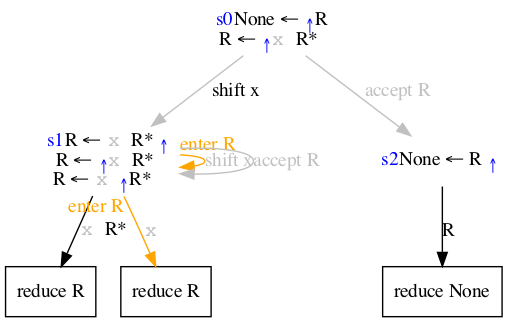 s0None ← ↑R
R ← ↑x R*
shift x
accept R
s1R ← x R* ↑
R ← ↑x R*
R ← x ↑R*
enter R
shift x
accept R
s2None ← R ↑
enter R
x R*
x
R
reduce R
reduce R
reduce None